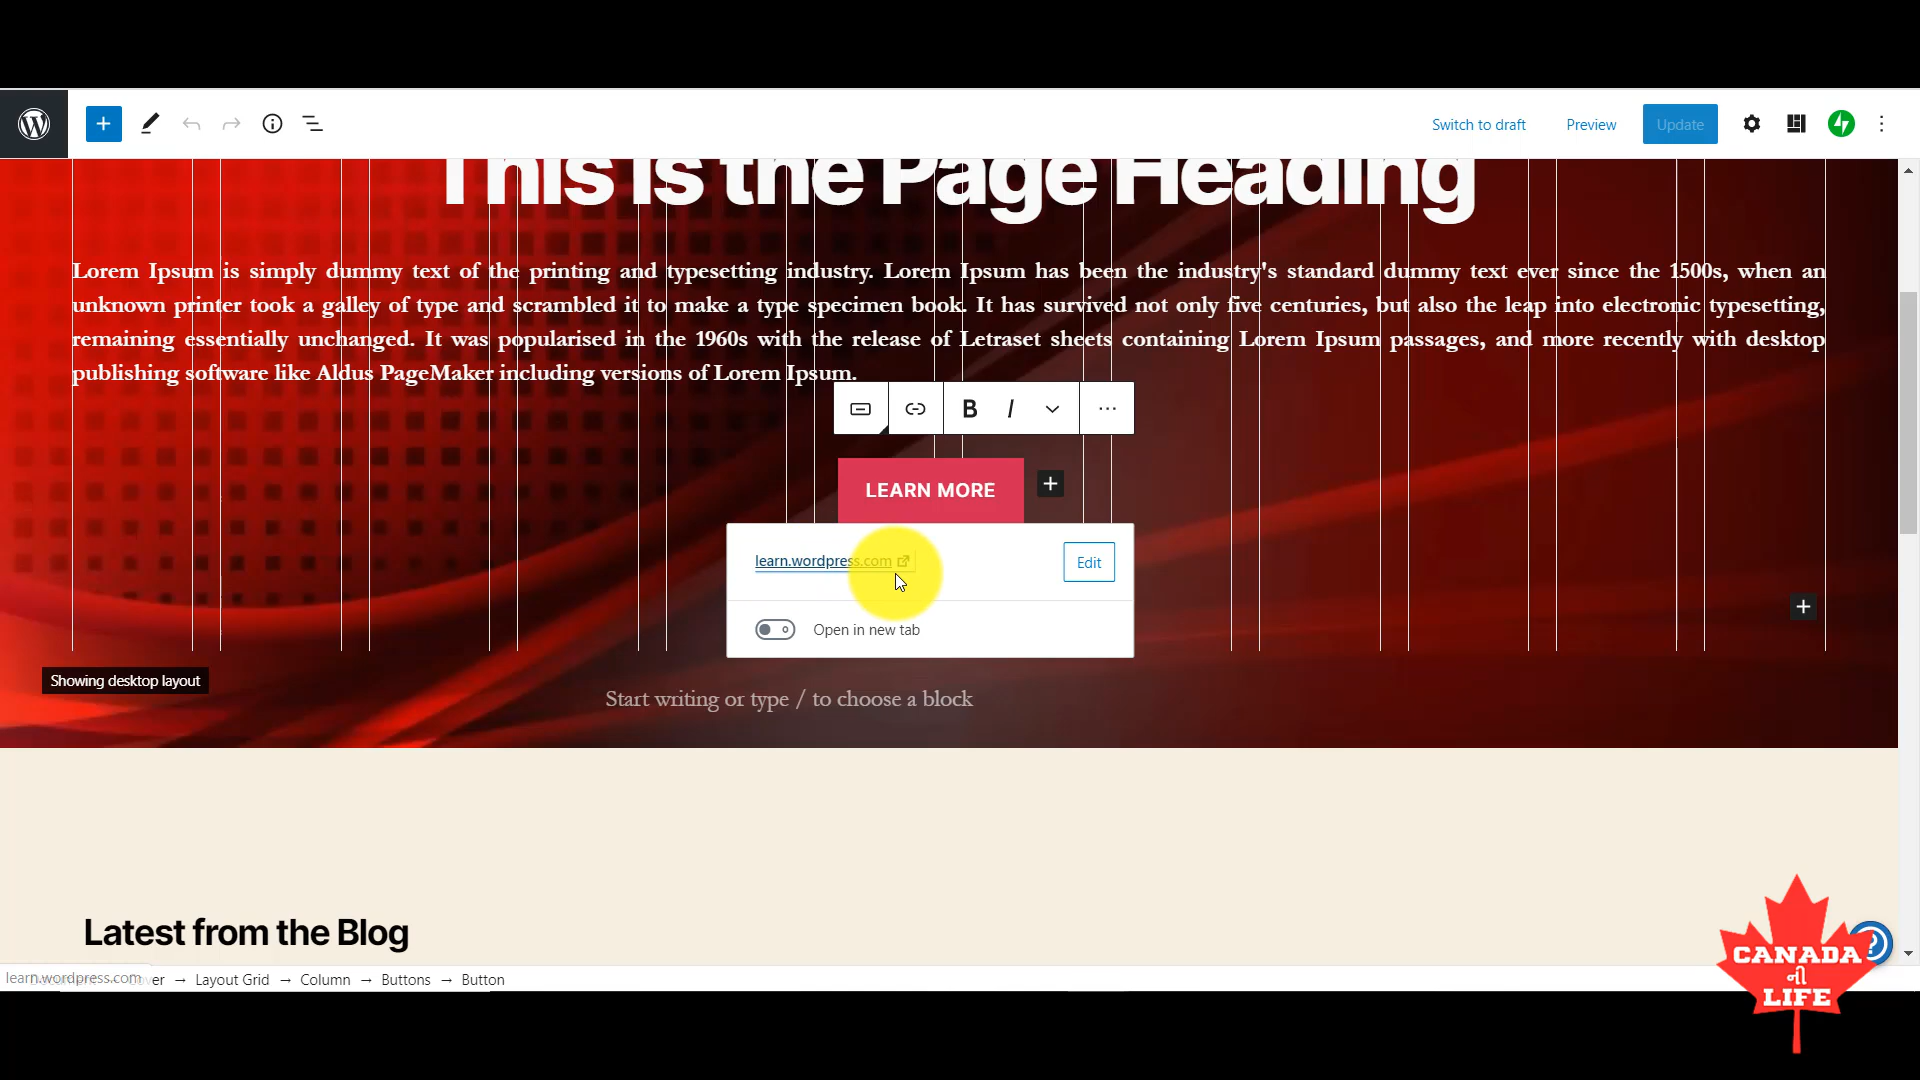 Switch to draft
Preview
Update
This is the Page Heading
Lorem Ipsum is simply dummy text of the printing and typesetting industry. Lorem Ipsum has been the industry's standard dummy text ever since the 1500s, when an
unknown printer took a galley of type and scrambled it to make a type specimen book. It has survived not only five centuries, but also the leap into electronic typesetting,
remaining essentially unchanged. It was popularised in the 1960s with the release of Letraset sheets containing Lorem Ipsum passages, and more recently with desktop
publishing software like Aldus PageMaker including versions of Lorem Ipsum.
B I
LEARN MORE
learn.wordpress.com
Edit
Open in new tab
Showing desktop layout
Start writing or type / to choose a block
Latest from the Blog
CANADA
ની
LIFE
learn.wordpress.com er → Layout Grid → Column → Buttons → Button